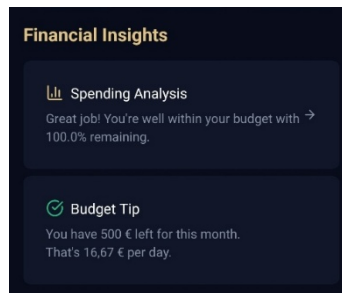 Financial Insights
Spending Analysis
Great job! You're well within your budget with
100.0% remaining.
Budget Tip
You have 500 € left for this month.
That's 16,67 € per day.